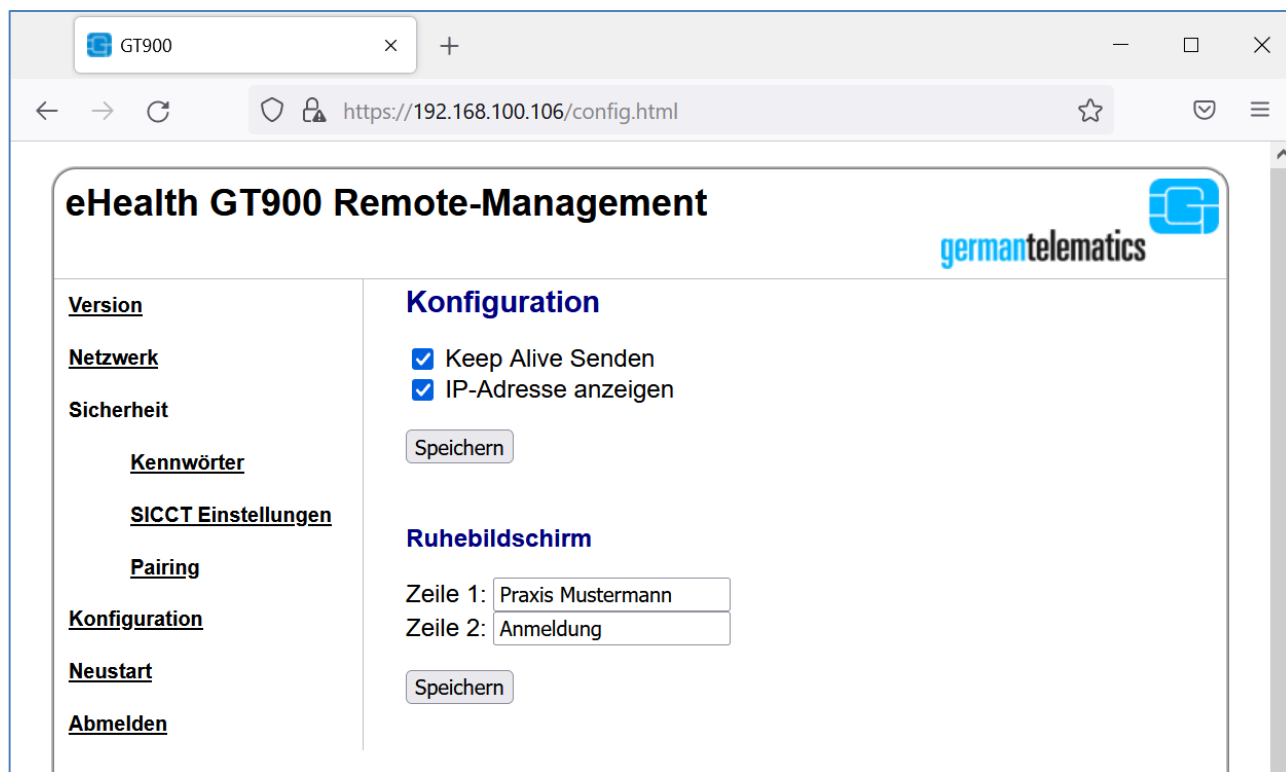 GT900
https://192.168.100.106/config.html
eHealth GT900 Remote-Management
germantelematics
Version
Netzwerk
Sicherheit
Kennwörter
SICCT Einstellungen
Pairing
Konfiguration
Neustart
Abmelden
Konfiguration
Keep Alive Senden
IP-Adresse anzeigen
Speichern
Ruhebildschirm
Zeile 1: Praxis Mustermann
Zeile 2: Anmeldung
Speichern